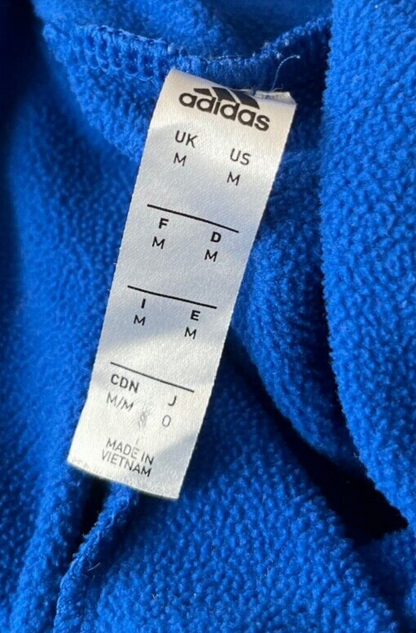 adidas
UK US
M M
F D
M M
I E
M M
CDN J
M/M O
MADE IN
VIETNAM